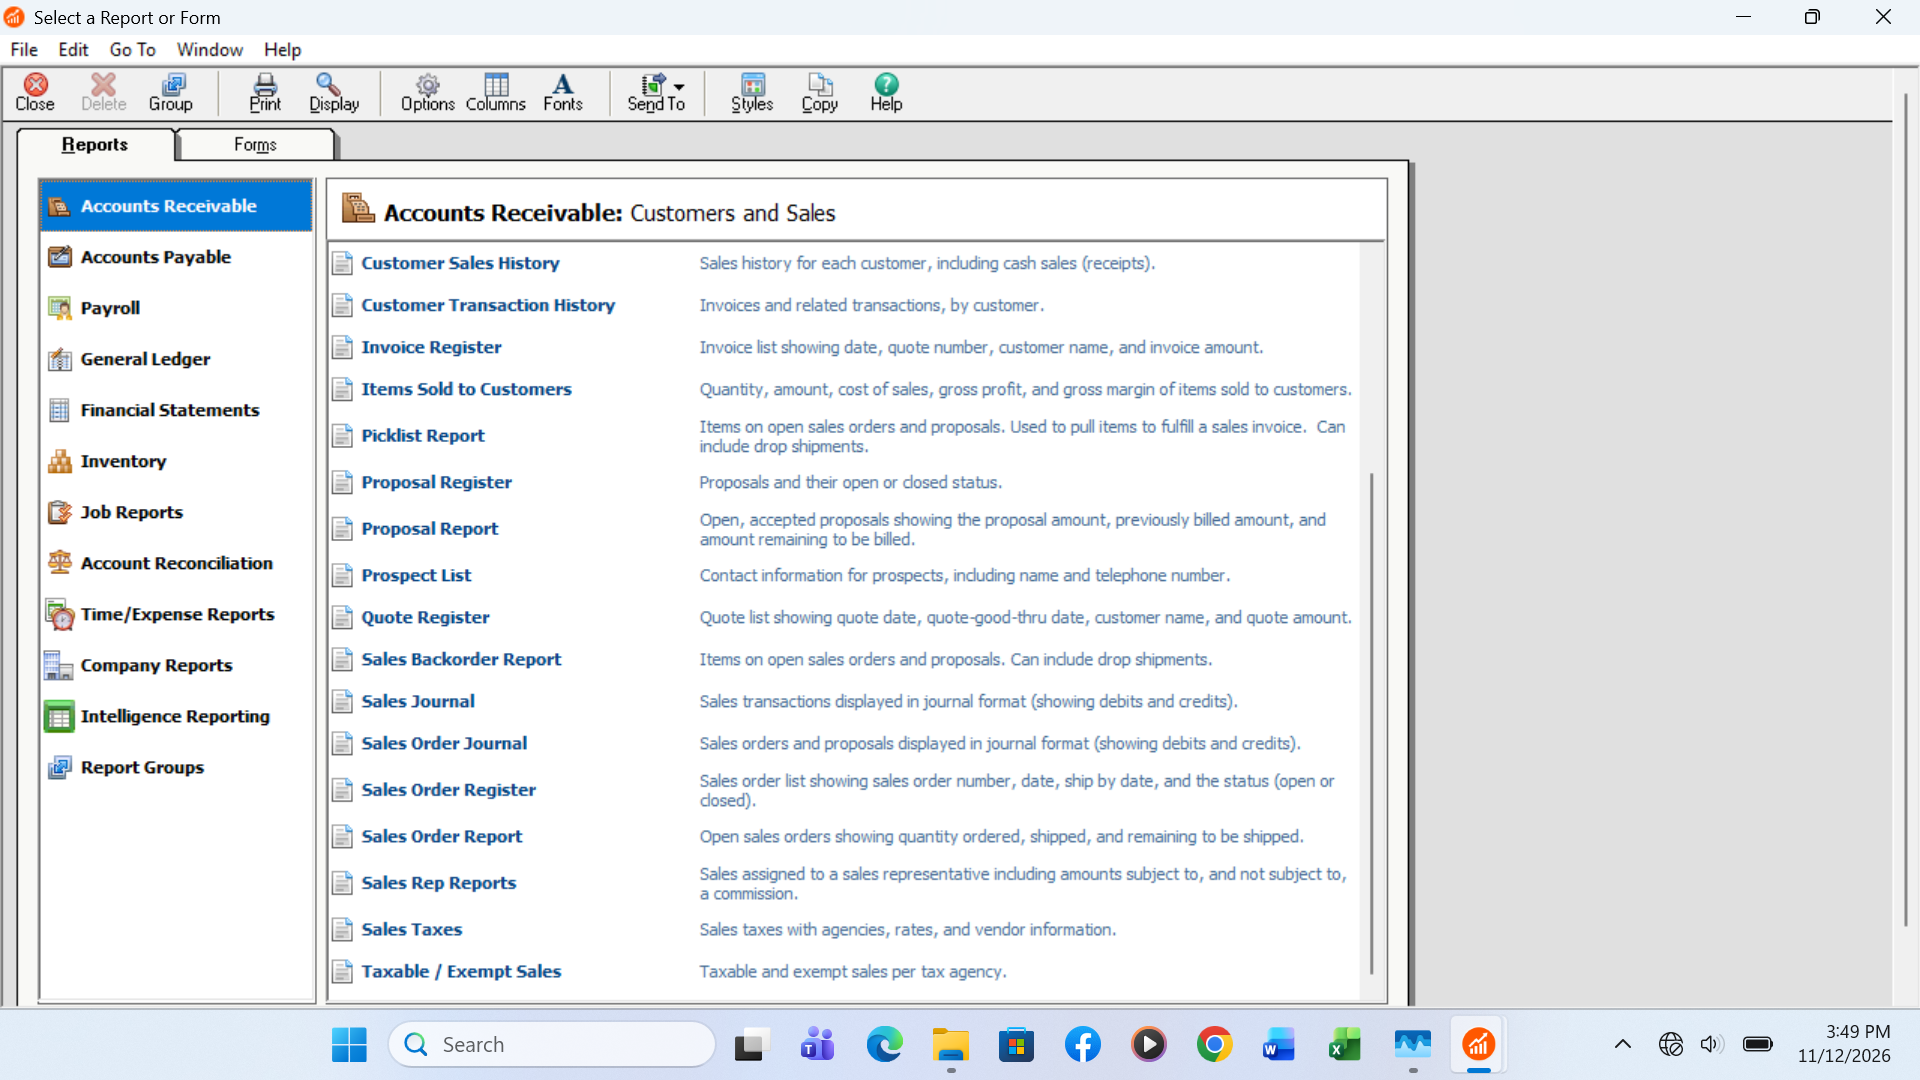 Select a Report or Form
File Edit Go To Window Help
Close Delete Group Print Display Options Columns Fonts Send To Styles Copy Help
Reports Forms
Accounts Receivable
Accounts Payable
Payroll
General Ledger
Financial Statements
Inventory
Job Reports
Account Reconciliation
Time/Expense Reports
Company Reports
Intelligence Reporting
Report Groups
Accounts Receivable: Customers and Sales
Customer Sales History Sales history for each customer, including cash sales (receipts).
Customer Transaction History Invoices and related transactions, by customer.
Invoice Register Invoice list showing date, quote number, customer name, and invoice amount.
Items Sold to Customers Quantity, amount, cost of sales, gross profit, and gross margin of items sold to customers.
Picklist Report Items on open sales orders and proposals. Used to pull items to fulfill a sales invoice. Can
include drop shipments.
Proposal Register Proposals and their open or closed status.
Proposal Report Open, accepted proposals showing the proposal amount, previously billed amount, and
amount remaining to be billed.
Prospect List Contact information for prospects, including name and telephone number.
Quote Register Quote list showing quote date, quote-good-thru date, customer name, and quote amount.
Sales Backorder Report Items on open sales orders and proposals. Can include drop shipments.
Sales Journal Sales transactions displayed in journal format (showing debits and credits).
Sales Order Journal Sales orders and proposals displayed in journal format (showing debits and credits).
Sales Order Register Sales order list showing sales order number, date, ship by date, and the status (open or
closed).
Sales Order Report Open sales orders showing quantity ordered, shipped, and remaining to be shipped.
Sales Rep Reports Sales assigned to a sales representative including amounts subject to, and not subject to,
a commission.
Sales Taxes Sales taxes with agencies, rates, and vendor information.
Taxable / Exempt Sales Taxable and exempt sales per tax agency.
Search
3:49 PM
11/12/2026